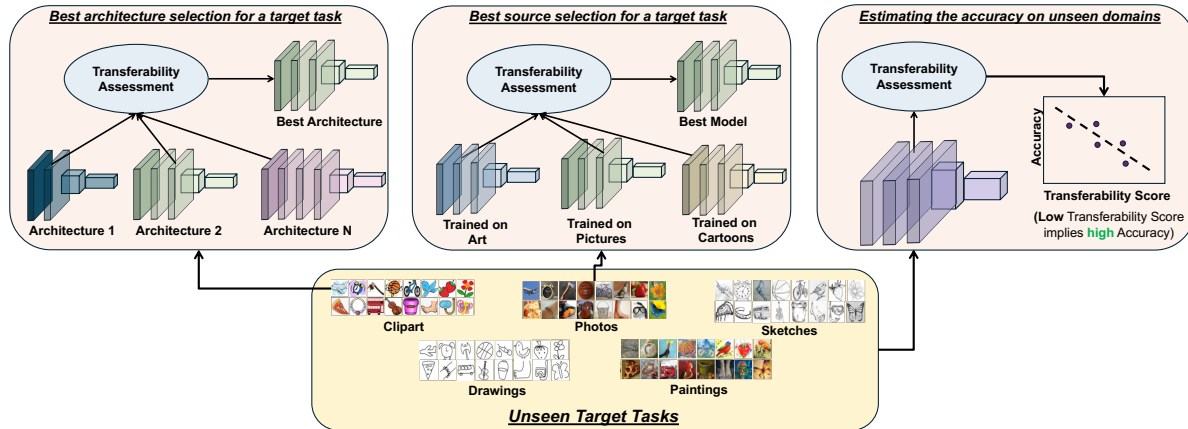 Best architecture selection for a target task
Transferability
Assessment
Best Architecture
Architecture 1
Architecture 2
Architecture N
Best source selection for a target task
Transferability
Assessment
Best Model
Trained on
Art
Trained on
Pictures
Trained on
Cartoons
Estimating the accuracy on unseen domains
Transferability
Assessment
Accuracy
Transferability Score
(Low Transferability Score
implies high Accuracy)
Clipart
Photos
Sketches
Drawings
Paintings
Unseen Target Tasks